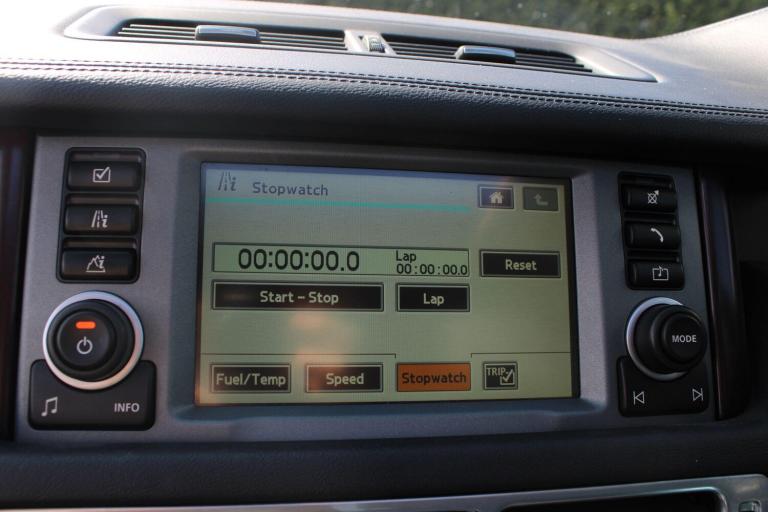 Stopwatch
00:00:00.0
Lap
00:00:00.0
Reset
Start - Stop
Lap
Fuel/Temp
Speed
Stopwatch
TRIP
MODE
INFO